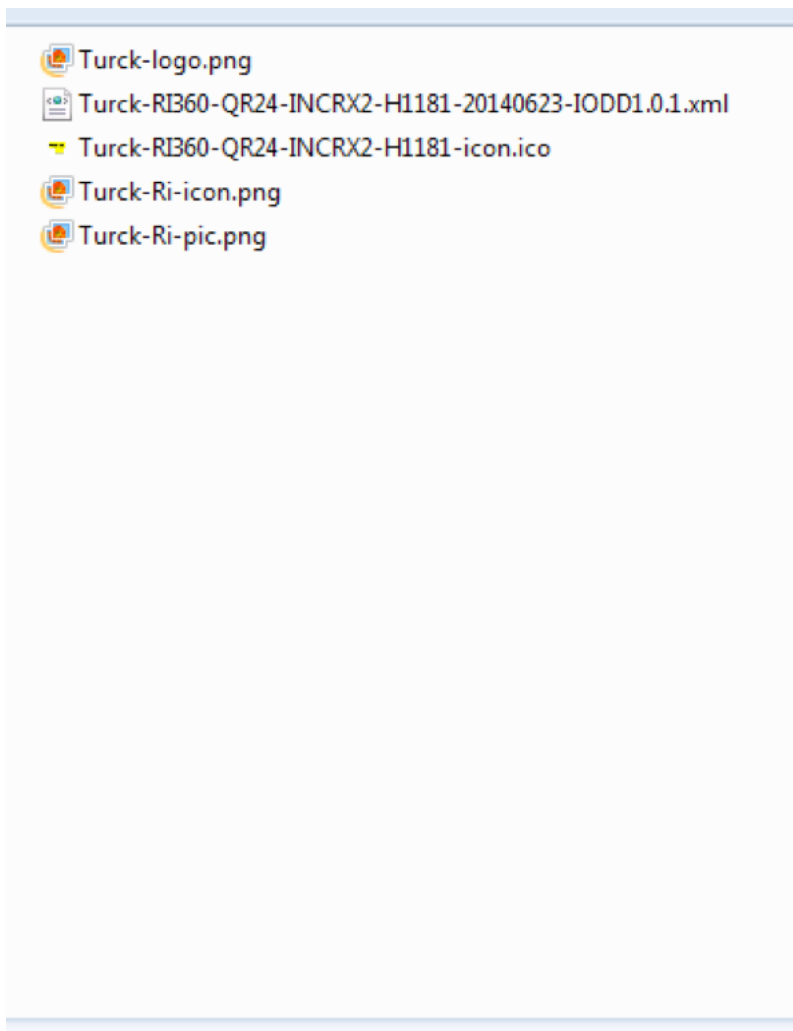 Turck-logo.png
Turck-RI360-QR24-INCRX2-H1181-20140623-IODD1.0.1.xml
Turck-RI360-QR24-INCRX2-H1181-icon.ico
Turck-Ri-icon.png
Turck-Ri-pic.png